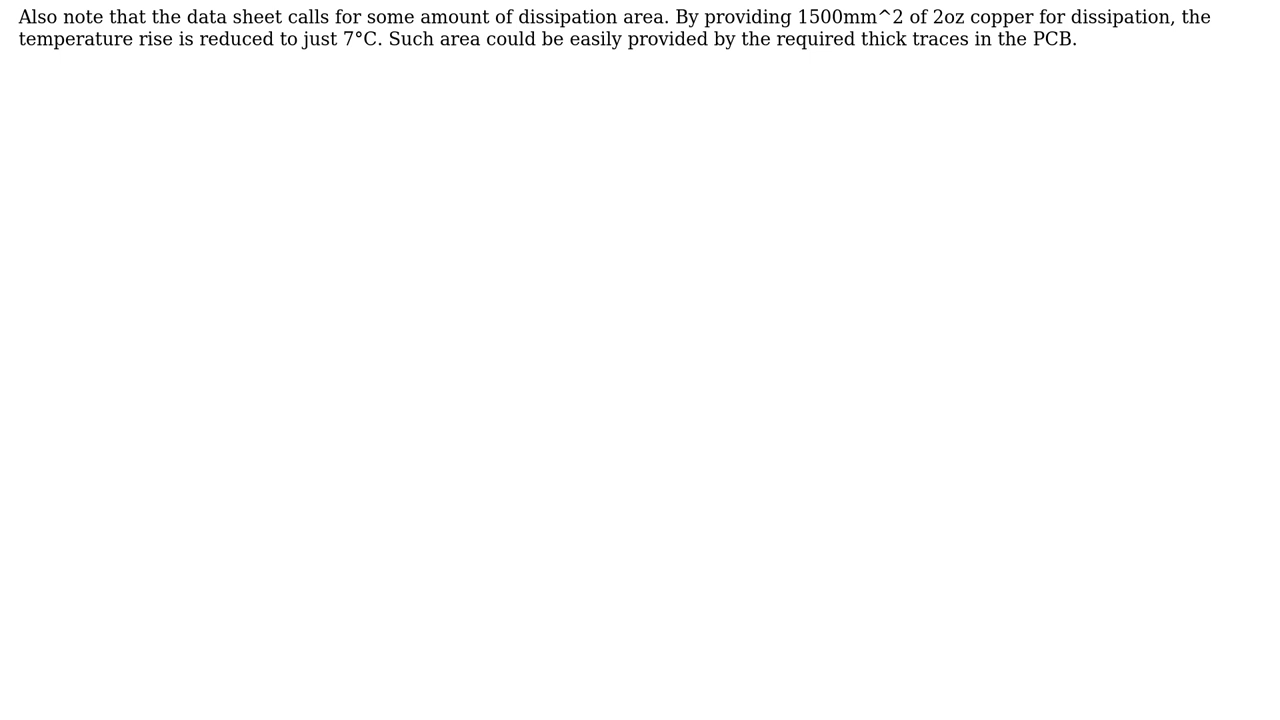 Also note that the data sheet calls for some amount of dissipation area. By providing 1500mm^2 of 2oz copper for dissipation, the
temperature rise is reduced to just 7°C. Such area could be easily provided by the required thick traces in the PCB.